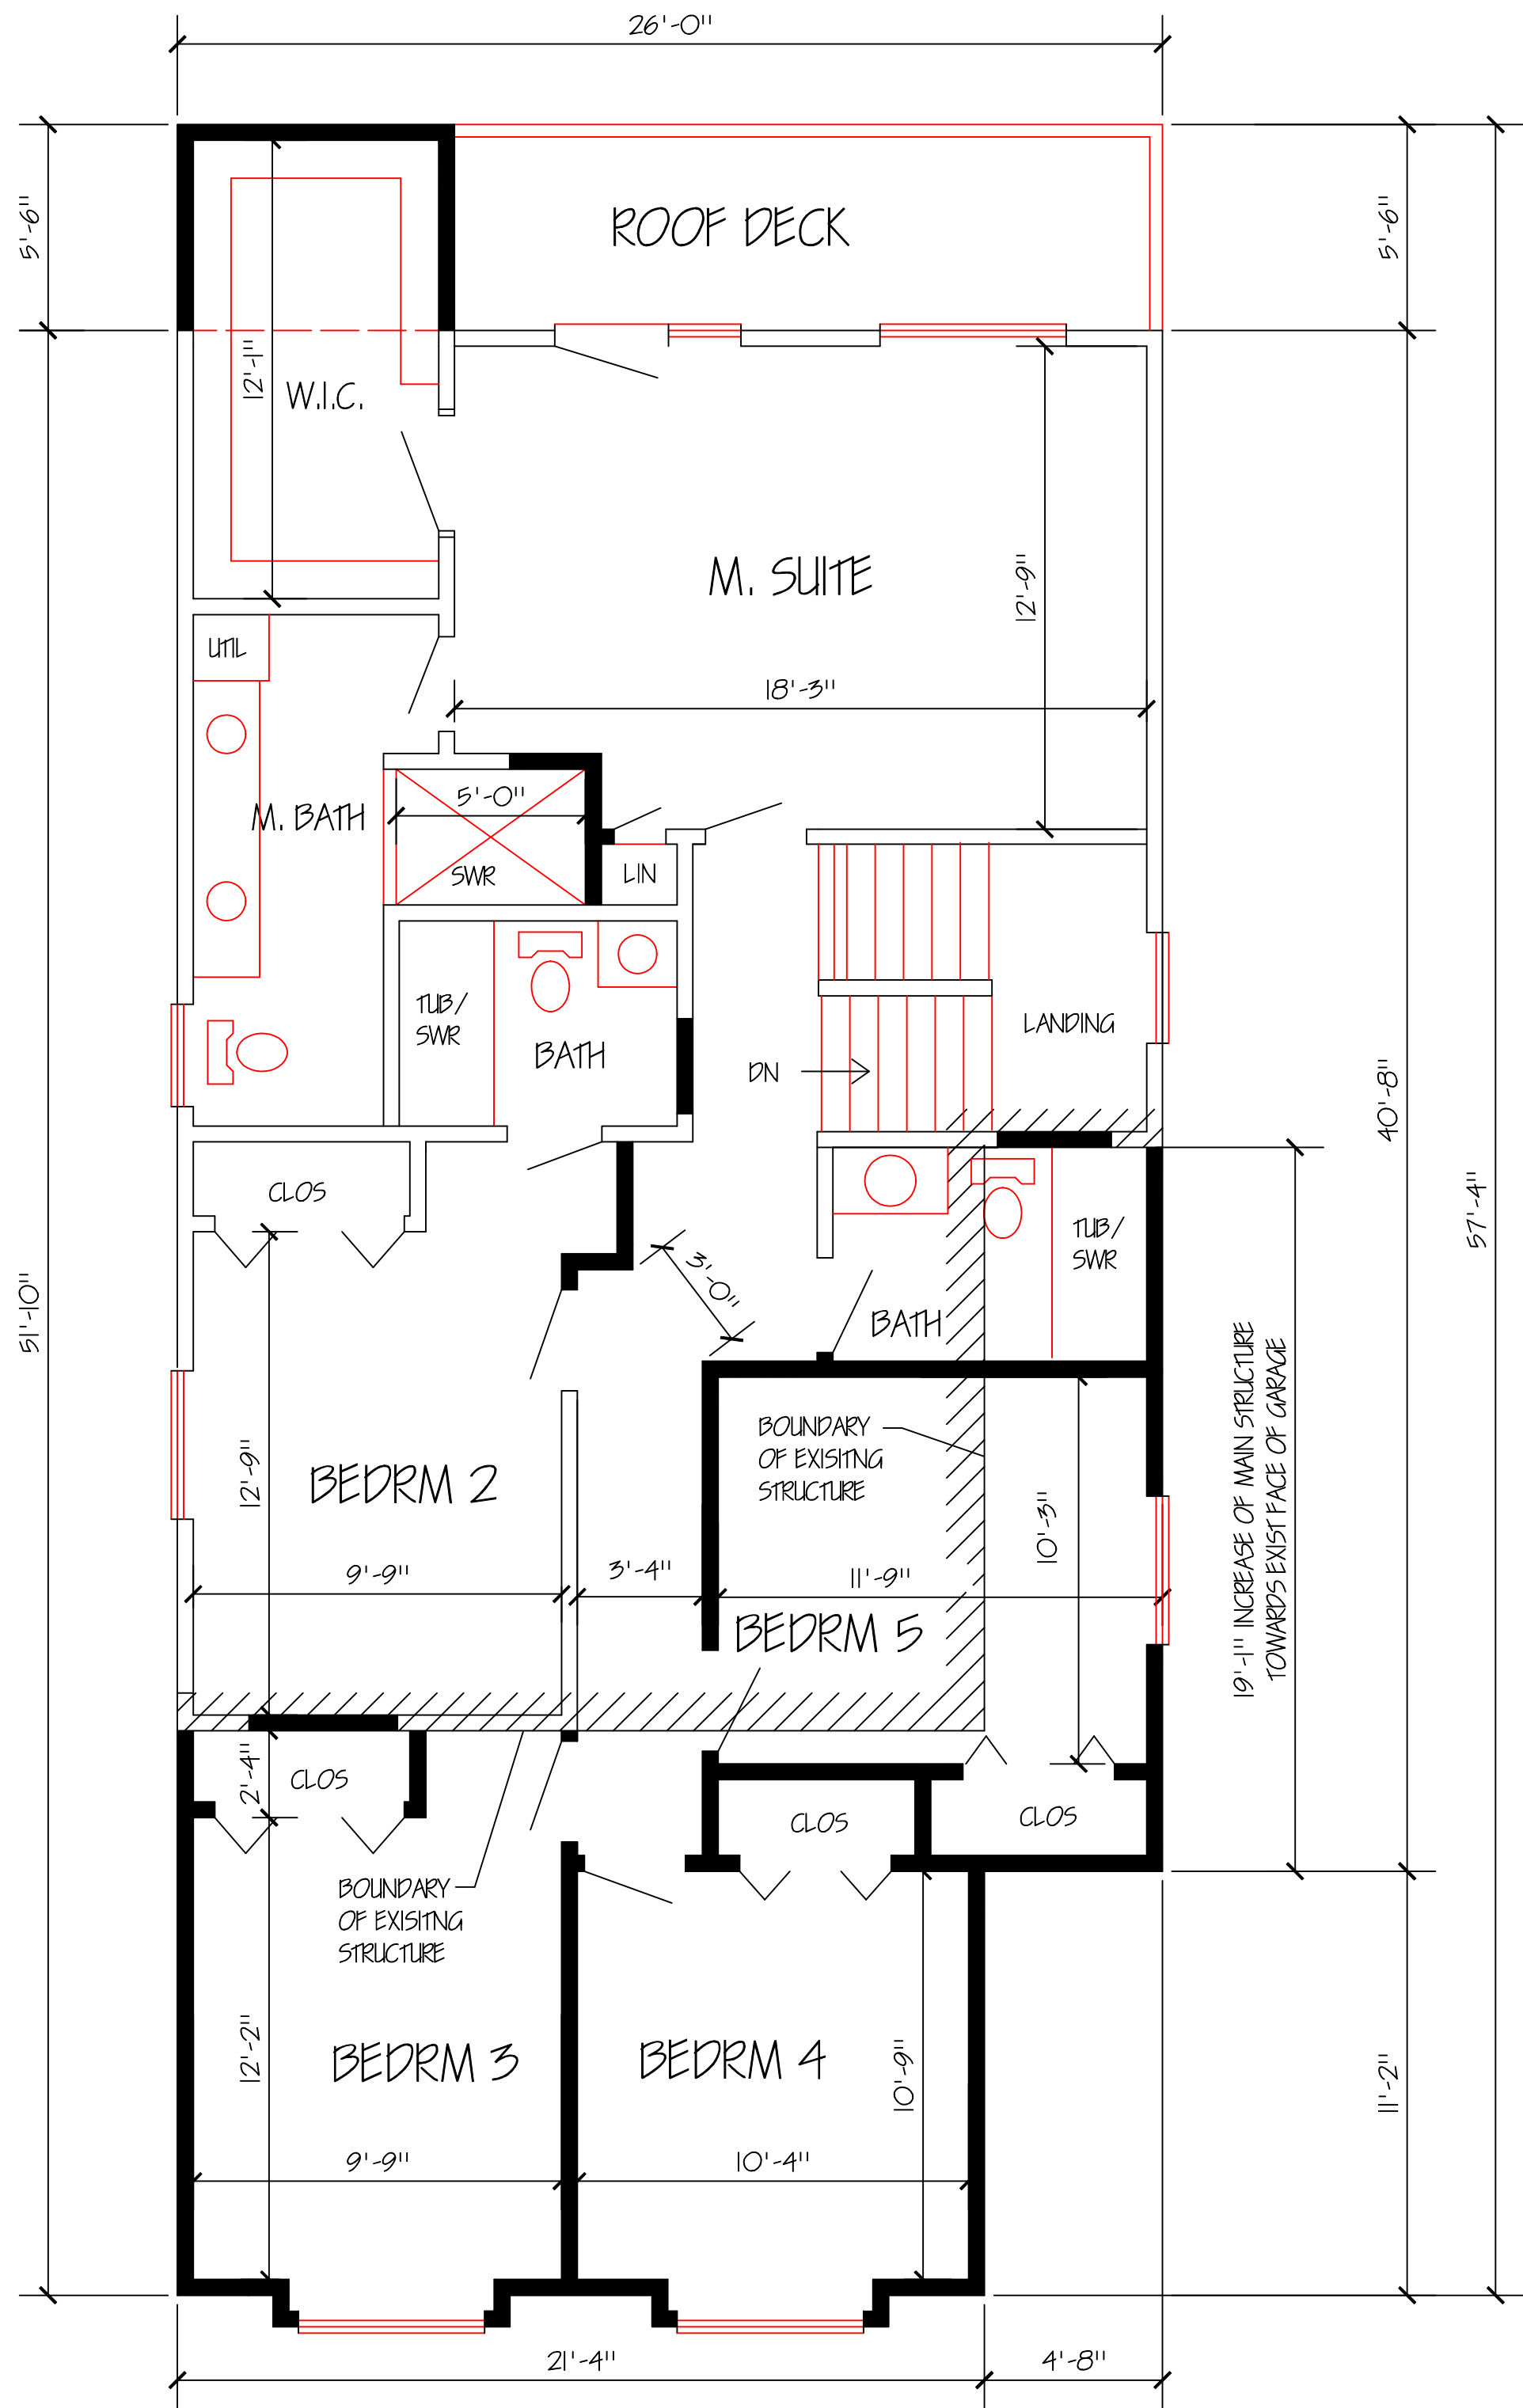 26'-0"
5'-6"
ROOF DECK
5'-6"
12'-1"
W.I.C.
M. SUITE
12'-9"
UTIL
18'-3"
M. BATH
5'-0"
SWR
LIN
TUB/
SWR
BATH
LANDING
DN
40'-8"
57'-4"
CLOS
TUB/
SWR
3'-0"
BATH
51'-10"
19'-1" INCREASE OF MAIN STRUCTURE
TOWARDS EXIST FACE OF GARAGE
BOUNDARY
OF EXISITNG
STRUCTURE
BEDRM 2
12'-9"
10'-3"
9'-9"
3'-4"
11'-9"
BEDRM 5
2'-4"
CLOS
CLOS
CLOS
BOUNDARY
OF EXISITNG
STRUCTURE
12'-2"
BEDRM 3
BEDRM 4
10'-9"
11'-2"
9'-9"
10'-4"
21'-4"
4'-8"